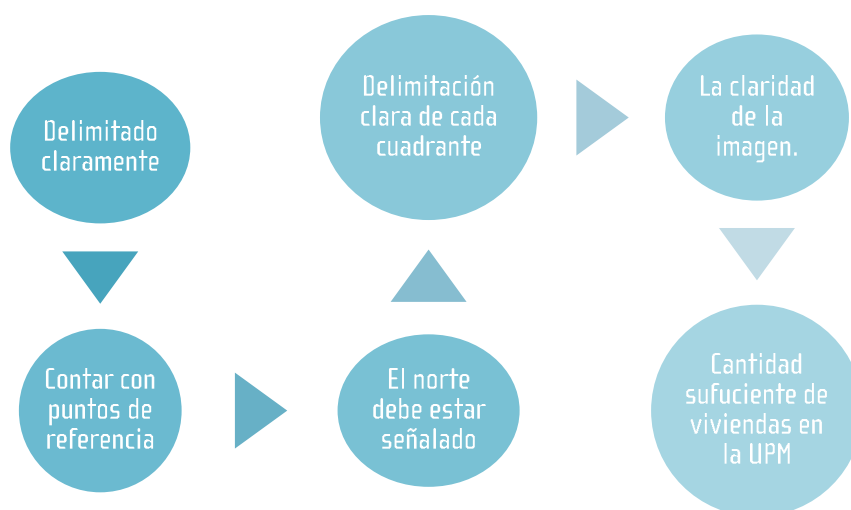 Delimitado
claramente
Contar con
puntos de
referencia
El norte
debe estar
señalado
Delimitación
clara de cada
cuadrante
La claridad
de la
imagen.
Cantidad
sufuciente de
viviendas en
la UPM